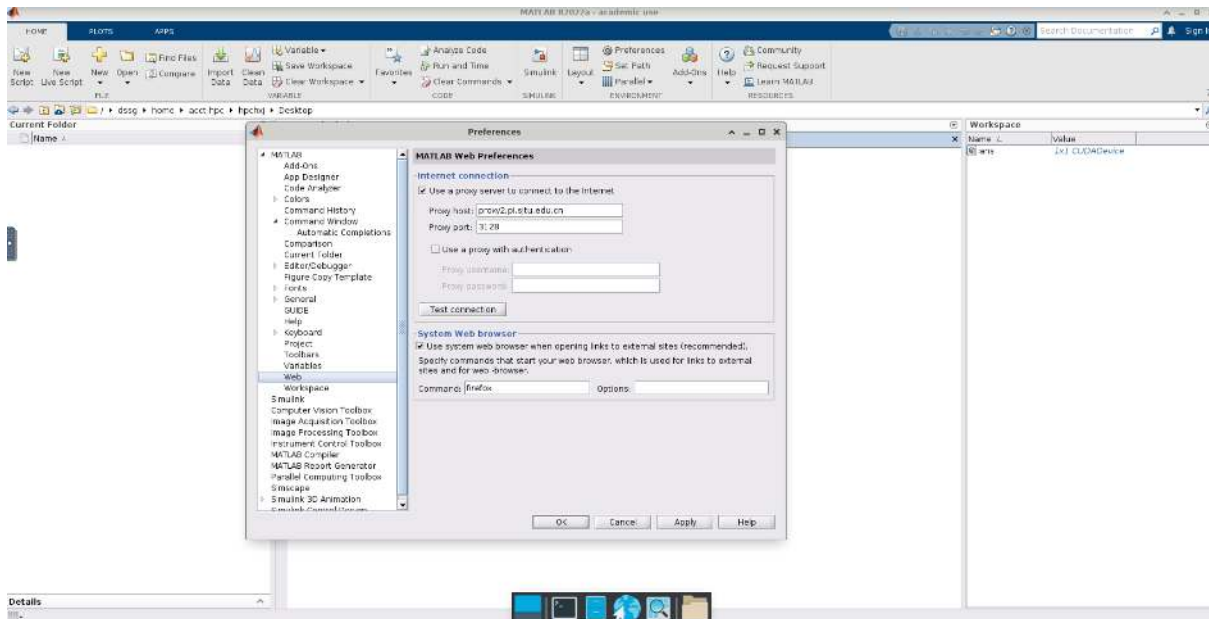 MATLAB R2022a - academic use
HOME PLOTS APPS
Search Documentation
Sign In
New Script
New Live Script
New
Open
Find Files
Compare
Import Data
Clean Data
Variable
Save Workspace
Clear Workspace
Favorites
Analyze Code
Run and Time
Clear Commands
Simulink
Layout
Preferences
Set Path
Parallel
Add-Ons
Help
Community
Request Support
Learn MATLAB
FILE VARIABLE CODE SIMULINK ENVIRONMENT RESOURCES
/ dssg home acct-hpc Desktop
Current Folder
Name
Workspace
Name Value
ans 1x1 CUDADevice
Preferences
MATLAB
Add-Ons
App Designer
Code Analyzer
Colors
Command History
Command Window
Automatic Completions
Comparison
Current Folder
Editor/Debugger
Figure Copy Template
Fonts
General
GUIDE
Help
Keyboard
Project
Toolbars
Variables
Web
Workspace
Simulink
Computer Vision Toolbox
Image Acquisition Toolbox
Image Processing Toolbox
Instrument Control Toolbox
MATLAB Compiler
MATLAB Report Generator
Parallel Computing Toolbox
Simscape
Simulink 3D Animation
Simulink Control Design
MATLAB Web Preferences
Internet connection
Use a proxy server to connect to the Internet
Proxy host: proxy2.pi.sjtu.edu.cn
Proxy port: 3128
Use a proxy with authentication
Proxy username:
Proxy password:
Test connection
System Web browser
Use system web browser when opening links to external sites (recommended).
Specify commands that start your web browser, which is used for links to external
sites and for web -browser.
Command: firefox Options:
OK Cancel Apply Help
Details